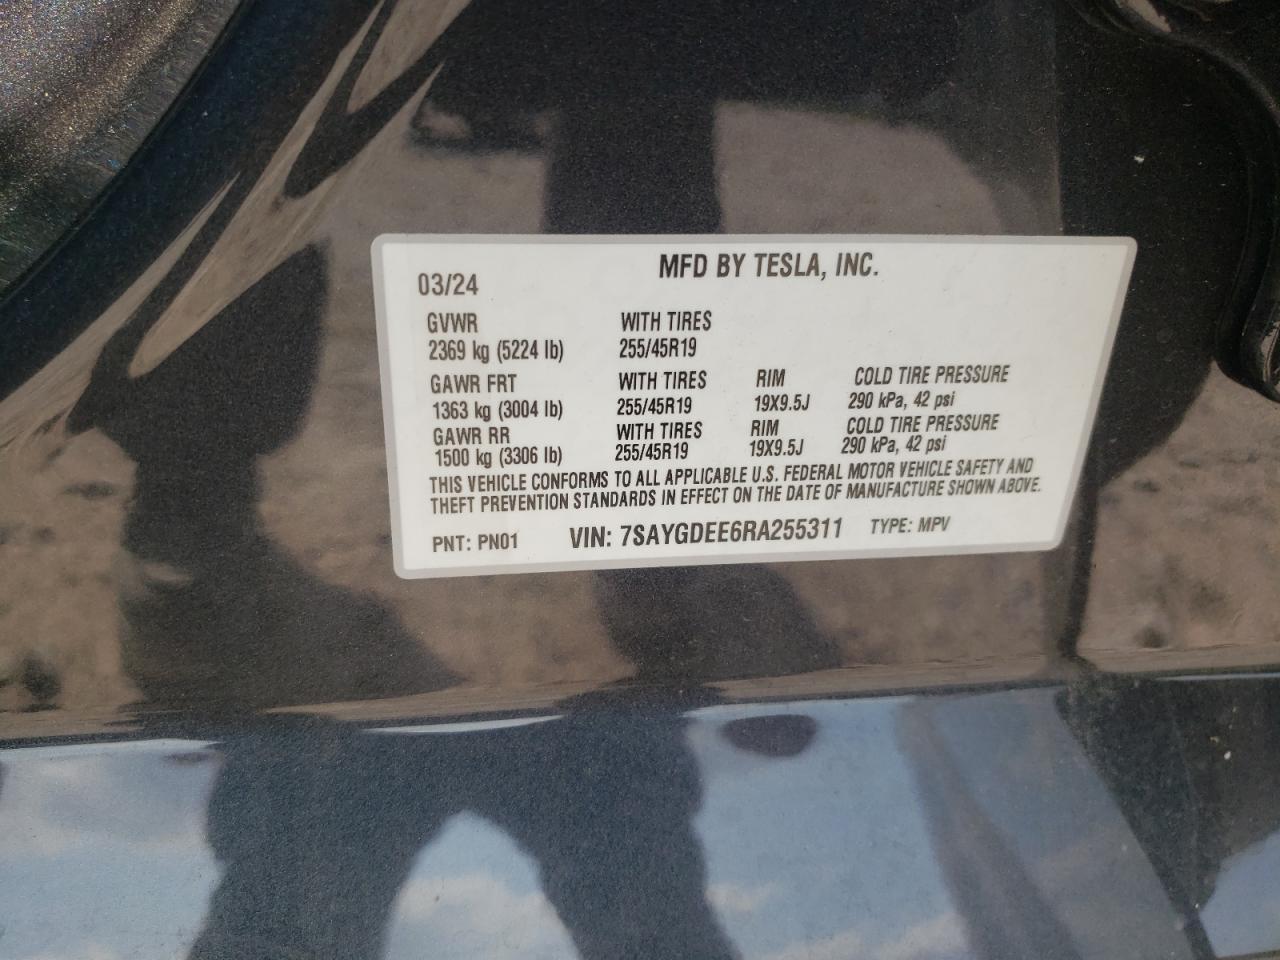 MFD BY TESLA, INC.
03/24
GVWR WITH TIRES
2369 kg (5224 lb) 255/45R19
GAWR FRT WITH TIRES RIM COLD TIRE PRESSURE
1363 kg (3004 lb) 255/45R19 19X9.5J 290 kPa, 42 psi
GAWR RR WITH TIRES RIM COLD TIRE PRESSURE
1500 kg (3306 lb) 255/45R19 19X9.5J 290 kPa, 42 psi
THIS VEHICLE CONFORMS TO ALL APPLICABLE U.S. FEDERAL MOTOR VEHICLE SAFETY AND
THEFT PREVENTION STANDARDS IN EFFECT ON THE DATE OF MANUFACTURE SHOWN ABOVE.
PNT: PN01 VIN: 7SAYGDEE6RA255311 TYPE: MPV